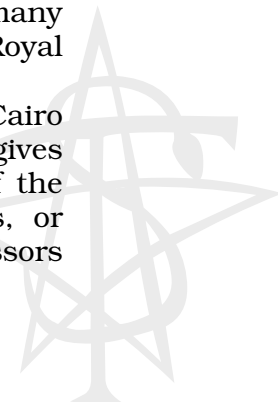 many
Royal
Cairo
gives
f the
s, or
ssors